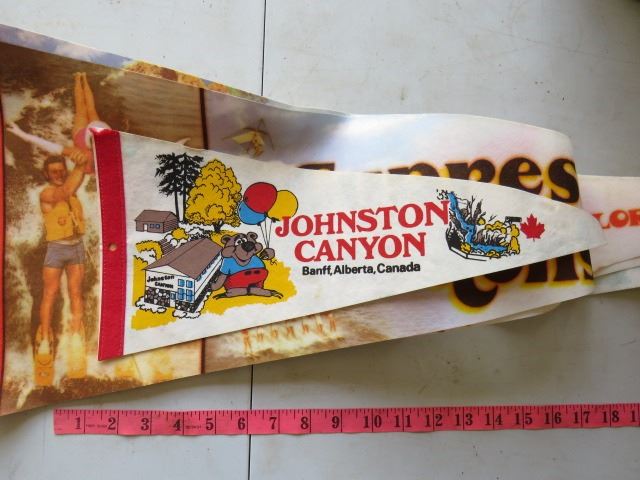 JOHNSTON
CANYON
Banff, Alberta, Canada
Johnston
CANYON
1 2 3 4 5 6 7 8 9 10 11 12 13 14 15 16 17 18